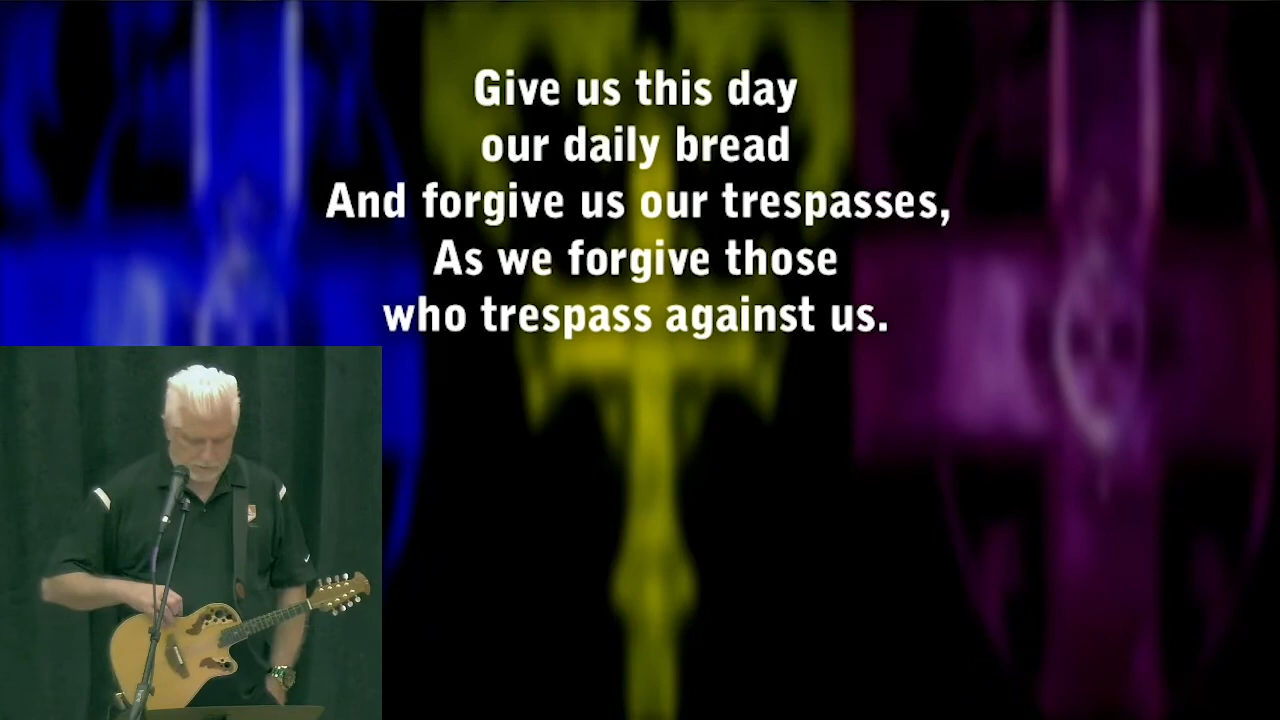 Give us this day
our daily bread
And forgive us our trespasses,
As we forgive those
who trespass against us.